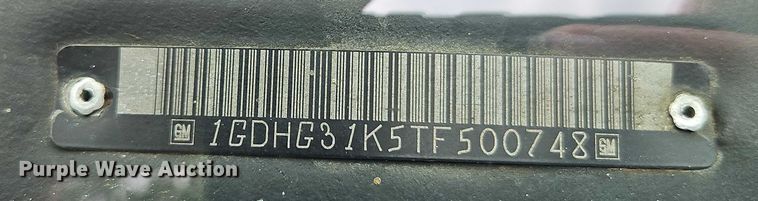 GM 1GDHG31K5TF500748 GM
Purple Wave Auction